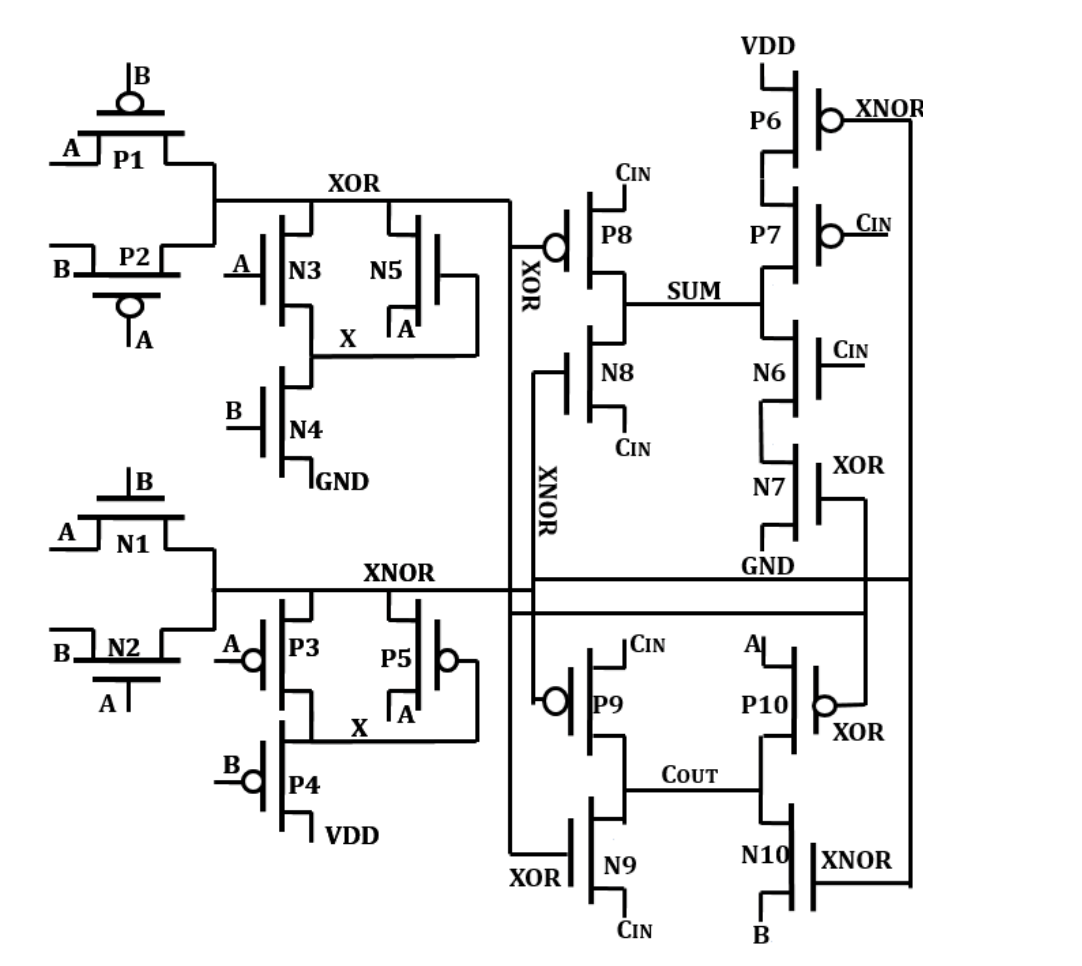 VDD
B
P6
XNOR
A
P1
CIN
XOR
P8
P7
CIN
P2
B
A
N3
N5
XOR
SUM
A
X
A
N8
N6
CIN
B
N4
CIN
GND
XOR
B
XNOR
N7
A
N1
GND
XNOR
N2
B
A
P3
P5
CIN
A
A
P9
P10
A
X
XOR
B
P4
COUT
VDD
N10
XNOR
XOR
N9
CIN
B